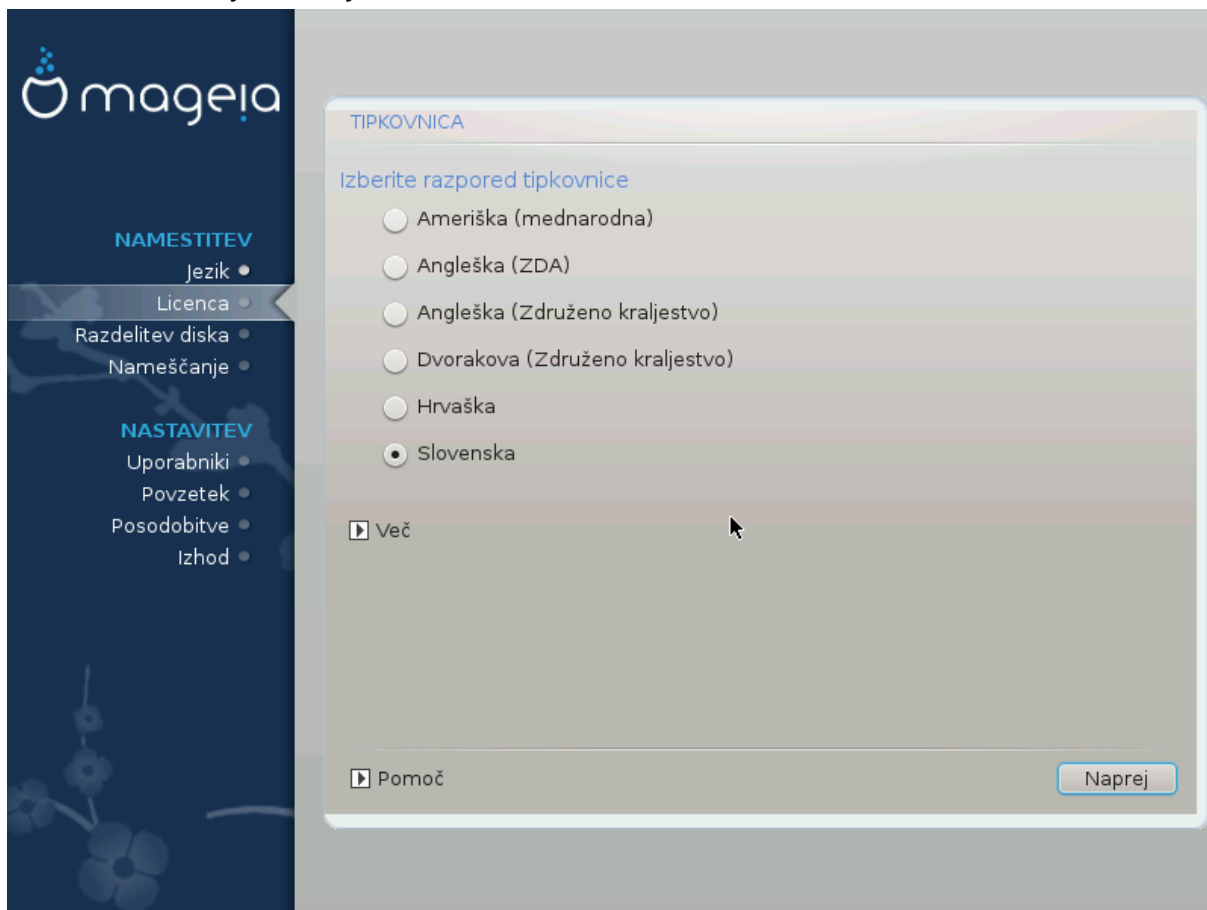 mageia
NAMESTITEV
Jezik
Licenca
Razdelitev diska
Nameščanje
NASTAVITEV
Uporabniki
Povzetek
Posodobitve
Izhod
TIPKOVNICA
Izberite razpored tipkovnice
Ameriška (mednarodna)
Angleška (ZDA)
Angleška (Združeno kraljestvo)
Dvorakova (Združeno kraljestvo)
Hrvaška
Slovenska
Več
Pomoč
Naprej